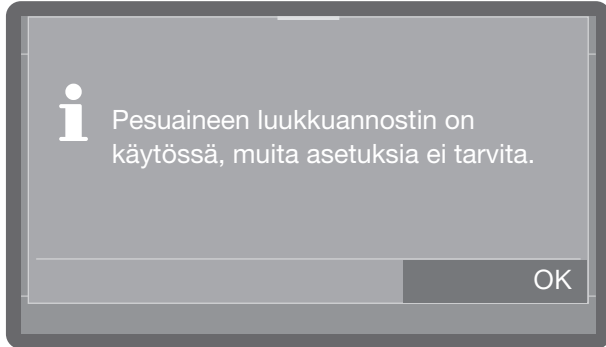 Pesuaineen luukkuannostin on
käytössä, muita asetuksia ei tarvita.
OK